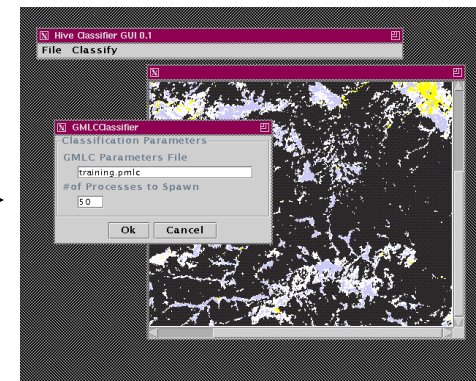 Hive Classifier GUI 0.1
File Classify
GMLCClassifier
Classification Parameters
GMLC Parameters File
training.pmlc
#of Processes to Spawn
50
Ok Cancel